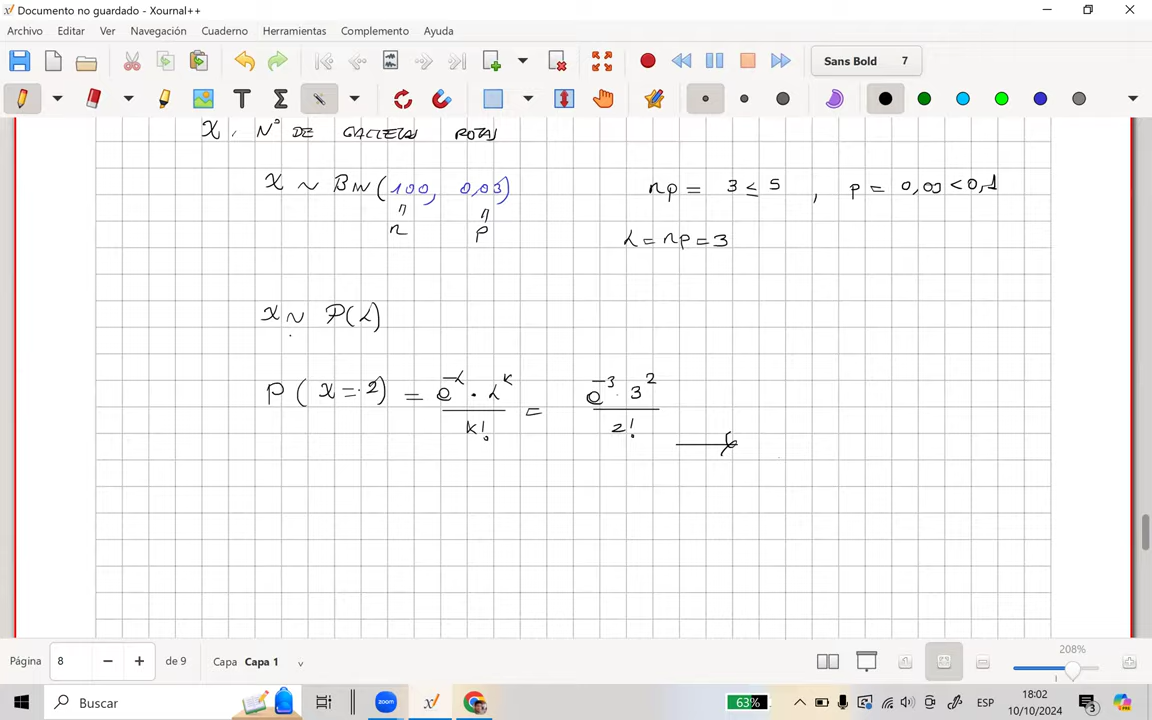 Documento no guardado - Xournal++
Archivo Editar Ver Navegación Cuaderno Herramientas Complemento Ayuda
Sans Bold 7
X: Nº DE GALLETAS ROTAS
X ~ BIN(100, 0,03) np = 3 ≤ 5 , p = 0,03 < 0,1
n p
λ = np = 3
X ~ P(λ)
P(X = 2) = e^-λ · λ^k / k! = e^-3 · 3^2 / 2!
Página 8 de 9 Capa Capa 1 208%
Buscar 63% ESP 18:02
10/10/2024 3